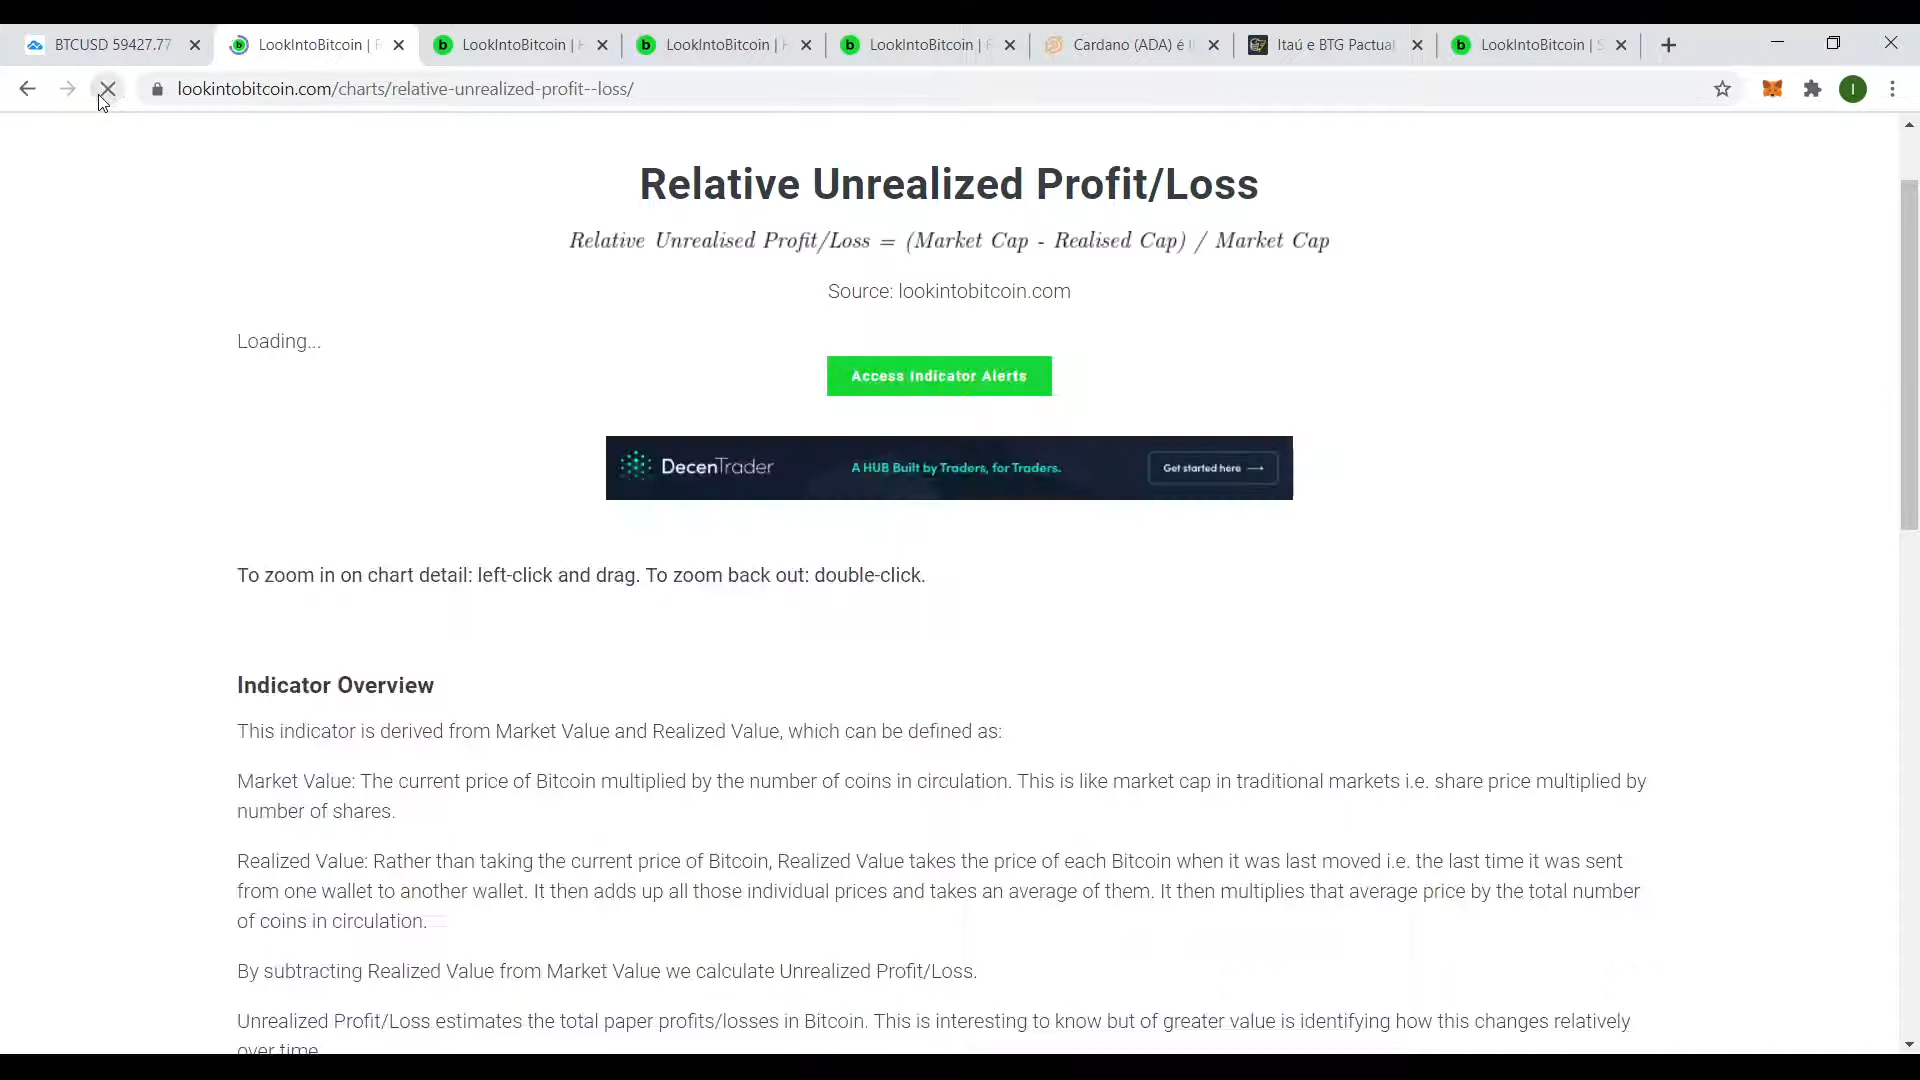 BTCUSD 59427.77
LookIntoBitcoin |
LookIntoBitcoin |
LookIntoBitcoin |
LookIntoBitcoin |
Cardano (ADA) é
Itaú e BTG Pactual
LookIntoBitcoin |
lookintobitcoin.com/charts/relative-unrealized-profit--loss/
I
Relative Unrealized Profit/Loss
Relative Unrealised Profit/Loss = (Market Cap - Realised Cap) / Market Cap
Source: lookintobitcoin.com
Loading...
Access Indicator Alerts
DecenTrader
A HUB Built by Traders, for Traders.
Get started here →
To zoom in on chart detail: left-click and drag. To zoom back out: double-click.
Indicator Overview
This indicator is derived from Market Value and Realized Value, which can be defined as:
Market Value: The current price of Bitcoin multiplied by the number of coins in circulation. This is like market cap in traditional markets i.e. share price multiplied by
number of shares.
Realized Value: Rather than taking the current price of Bitcoin, Realized Value takes the price of each Bitcoin when it was last moved i.e. the last time it was sent
from one wallet to another wallet. It then adds up all those individual prices and takes an average of them. It then multiplies that average price by the total number
of coins in circulation.
By subtracting Realized Value from Market Value we calculate Unrealized Profit/Loss.
Unrealized Profit/Loss estimates the total paper profits/losses in Bitcoin. This is interesting to know but of greater value is identifying how this changes relatively
over time.